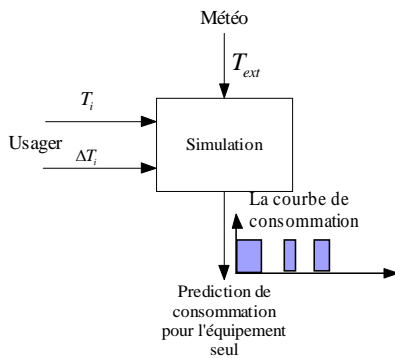 Météo
T_ext
T_i
Usager
Simulation
ΔT_i
La courbe de
consommation
Prediction de
consommation
pour l'équipement
seul